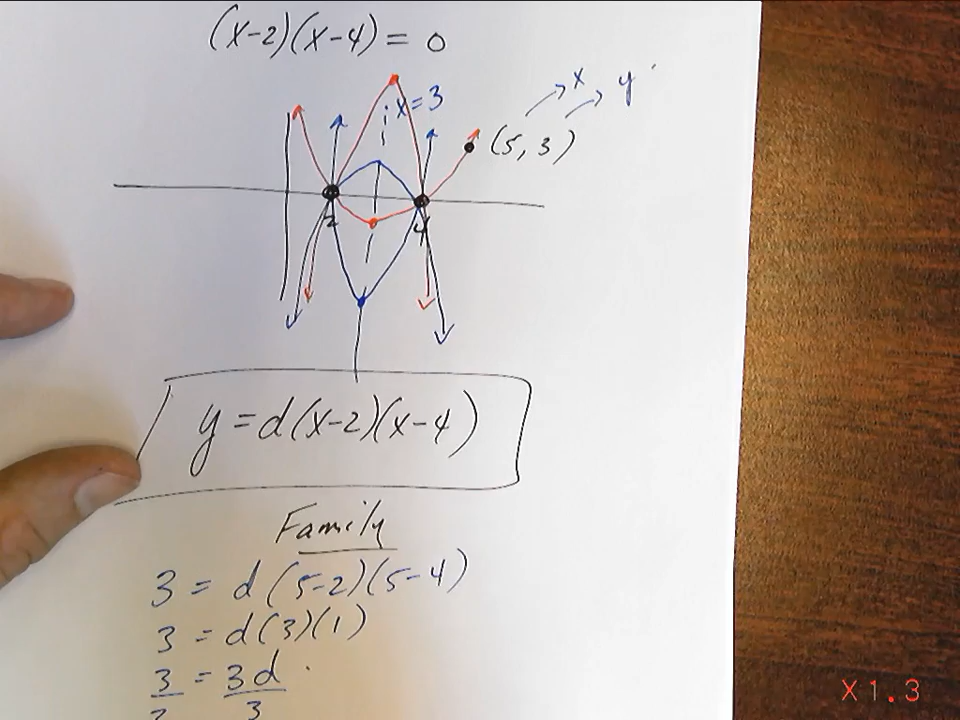 (x-2)(x-4) = 0
x = 3
x
y
(5, 3)
2
4
y = d(x-2)(x-4)
Family
3 = d(5-2)(5-4)
3 = d(3)(1)
3 = 3d
3
X1.3